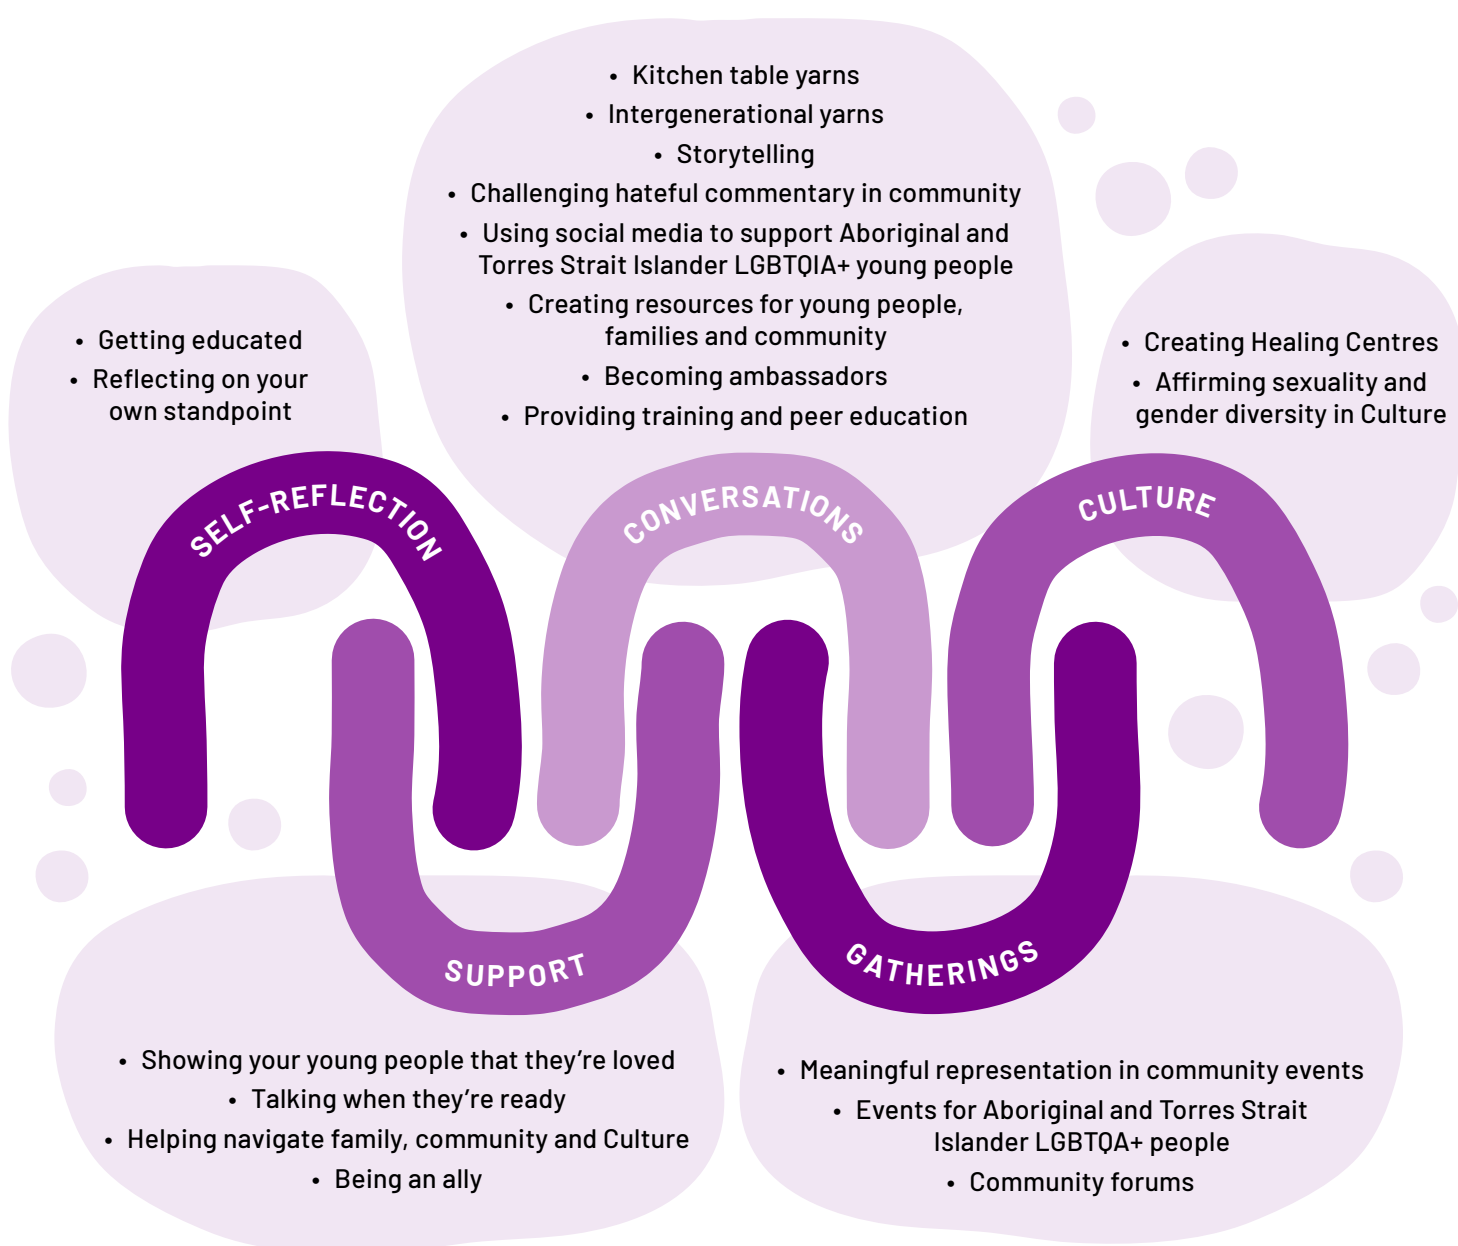 • Getting educated
• Reflecting on your
own standpoint
SELF-REFLECTION
• Kitchen table yarns
• Intergenerational yarns
• Storytelling
• Challenging hateful commentary in community
• Using social media to support Aboriginal and
Torres Strait Islander LGBTQIA+ young people
• Creating resources for young people,
families and community
• Becoming ambassadors
• Providing training and peer education
CONVERSATIONS
• Creating Healing Centres
• Affirming sexuality and
gender diversity in Culture
CULTURE
SUPPORT
• Showing your young people that they’re loved
• Talking when they’re ready
• Helping navigate family, community and Culture
• Being an ally
GATHERINGS
• Meaningful representation in community events
• Events for Aboriginal and Torres Strait
Islander LGBTQA+ people
• Community forums